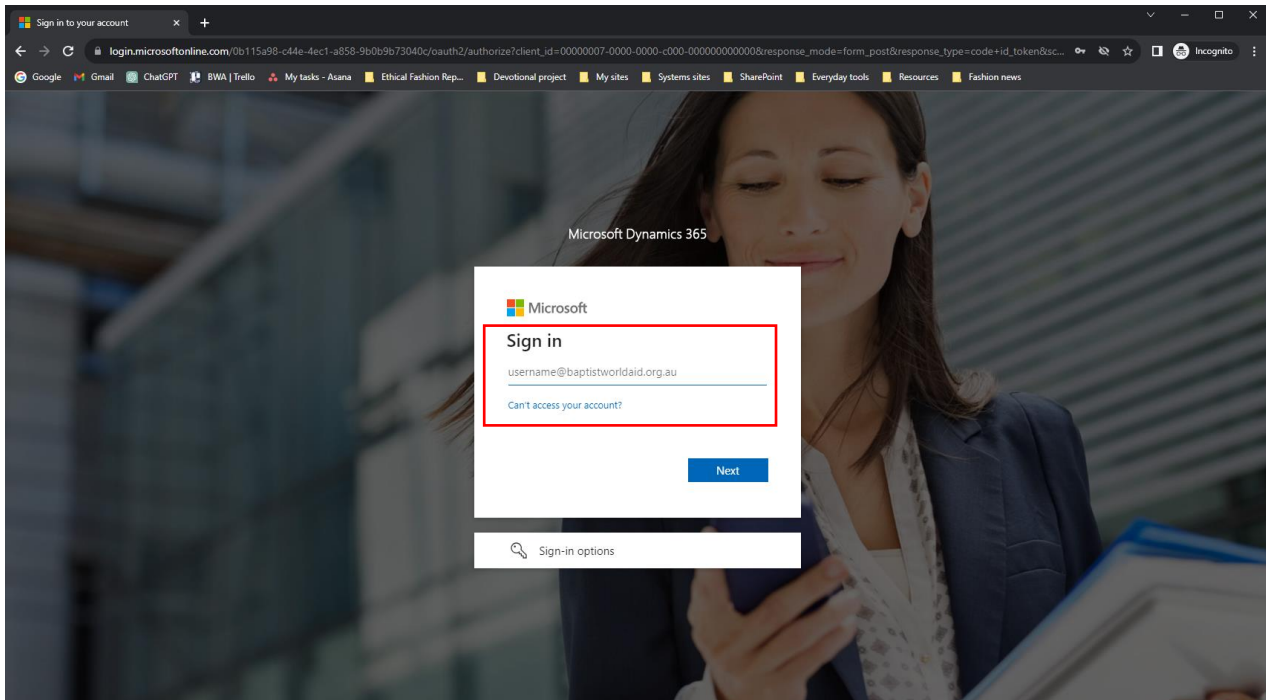 Sign in to your account
login.microsoftonline.com/0b115a98-c44e-4ec1-a858-9b0b9b73040c/oauth2/authorize?client_id=00000007-0000-0000-c000-000000000000&response_mode=form_post&response_type=code+id_token&sc...
Incognito
Google Gmail ChatGPT BWA | Trello My tasks - Asana Ethical Fashion Rep... Devotional project My sites Systems sites SharePoint Everyday tools Resources Fashion news
Microsoft Dynamics 365
Microsoft
Sign in
username@baptistworldaid.org.au
Can't access your account?
Next
Sign-in options